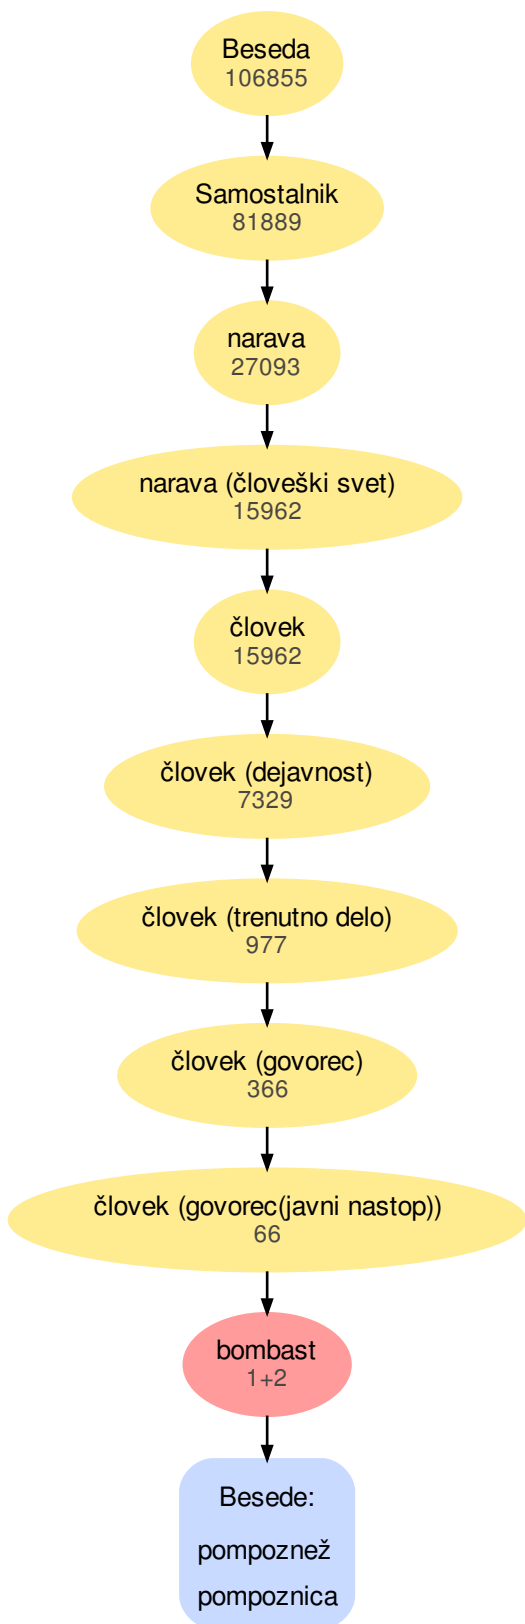 Beseda
106855
Samostalnik
81889
narava
27093
narava (človeški svet)
15962
človek
15962
človek (dejavnost)
7329
človek (trenutno delo)
977
človek (govorec)
366
človek (govorec(javni nastop))
66
bombast
1+2
Besede:
pompoznež
pompoznica